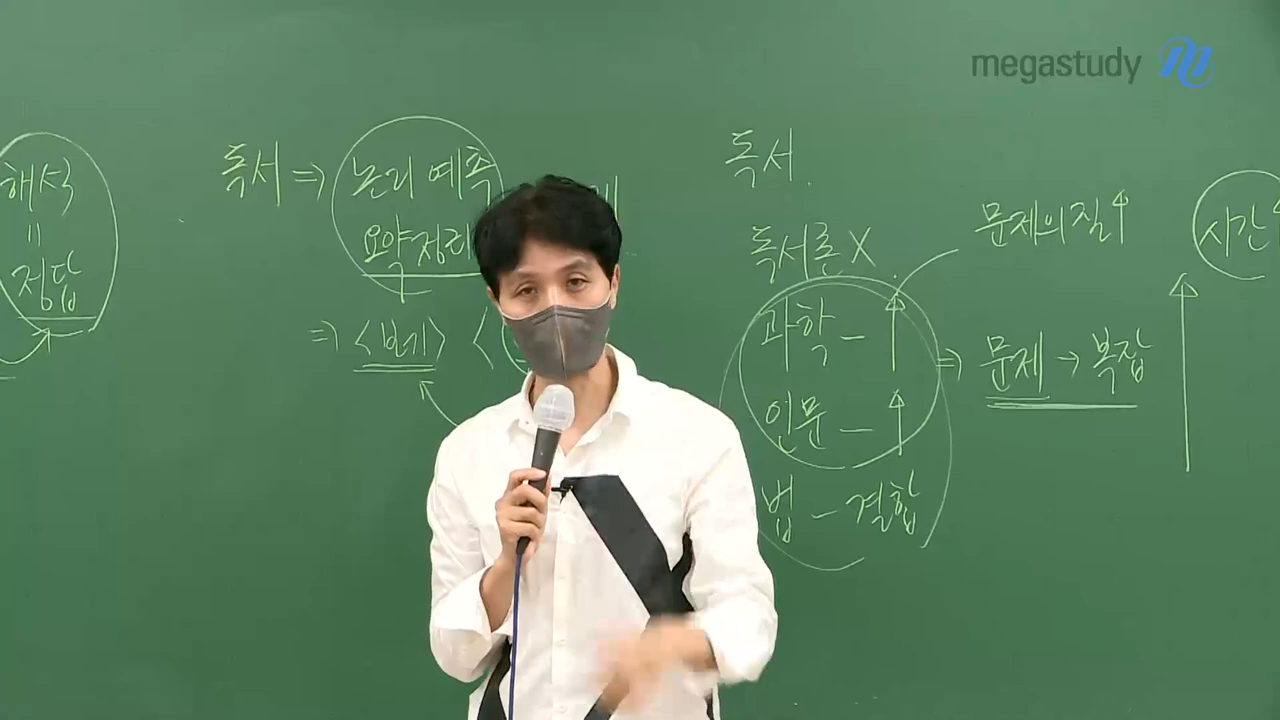 megastudy
해석
=
정답
독서 ⇒ 논리 예측
요약정리
⇒ <보기> <
독서.
독서론 X
과학 - ↑
인문 - ↑
법 - 결합
문제의 질↑
⇒ 문제 → 복잡
↑
시간